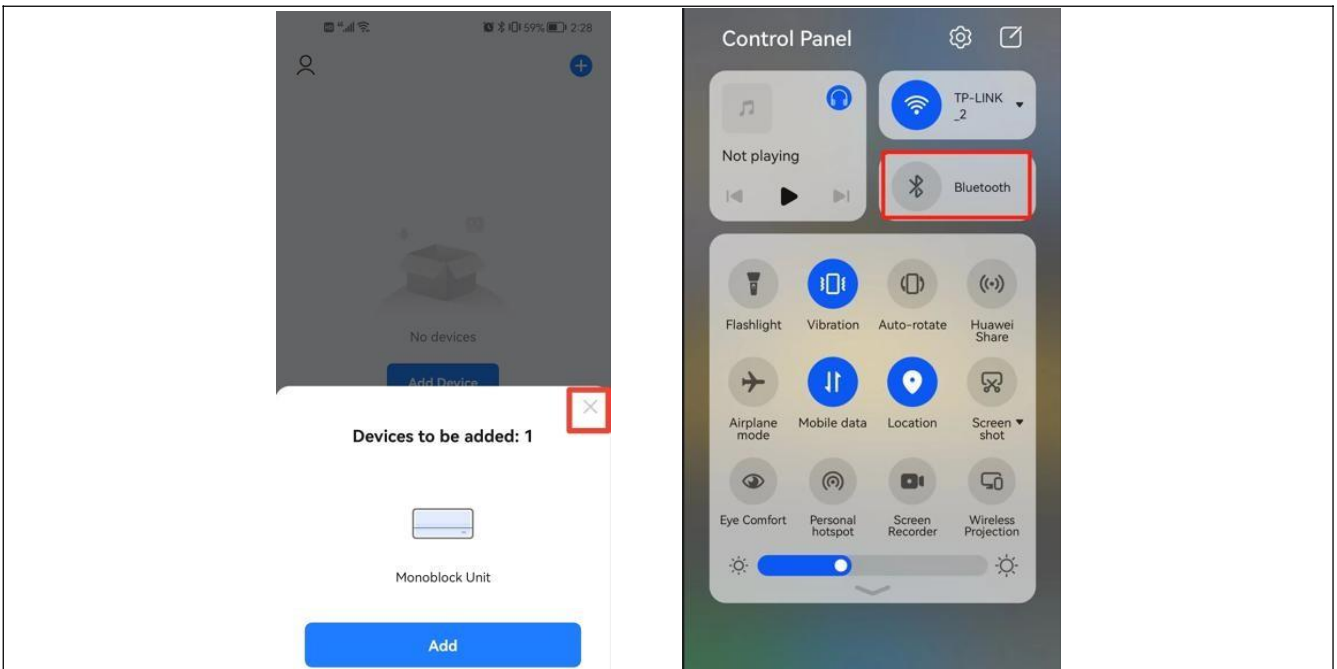 59% 2:28
No devices
Add Device
Devices to be added: 1
Monoblock Unit
Add
Control Panel
TP-LINK
_2
Not playing
Bluetooth
Flashlight
Vibration
Auto-rotate
Huawei
Share
Airplane
mode
Mobile data
Location
Screen
shot
Eye Comfort
Personal
hotspot
Screen
Recorder
Wireless
Projection